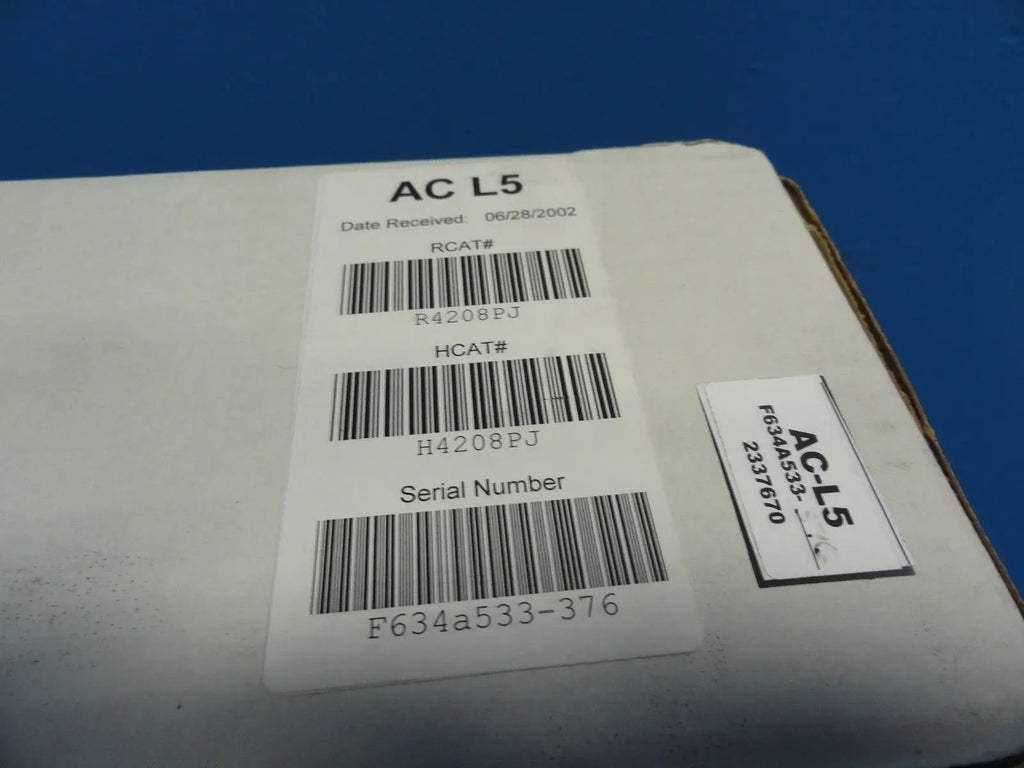 AC L5
Date Received: 06/28/2002
RCAT#
R4208PJ
HCAT#
H4208PJ
Serial Number
F634a533-376
AC-L5
F634A533-
2337670